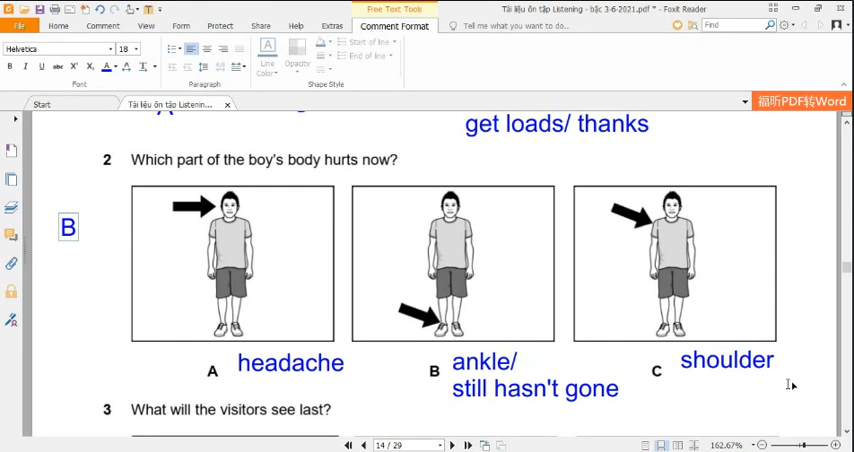 Free Text Tools
Tài liệu ôn tập Listening - bậc 3-6-2021.pdf * - Foxit Reader
File Home Comment View Form Protect Share Help Extras Comment Format Tell me what you want to do... Find
Helvetica 18
Line Color Opacity
Start of line
End of line
B I U abc X² X₂ A A T
Font Paragraph Shape Style
Start Tài liệu ôn tập Listenin... 福昕PDF转Word
get loads/ thanks
2 Which part of the boy's body hurts now?
B
A headache
B ankle/
still hasn't gone
C shoulder
3 What will the visitors see last?
14 / 29 162.67%